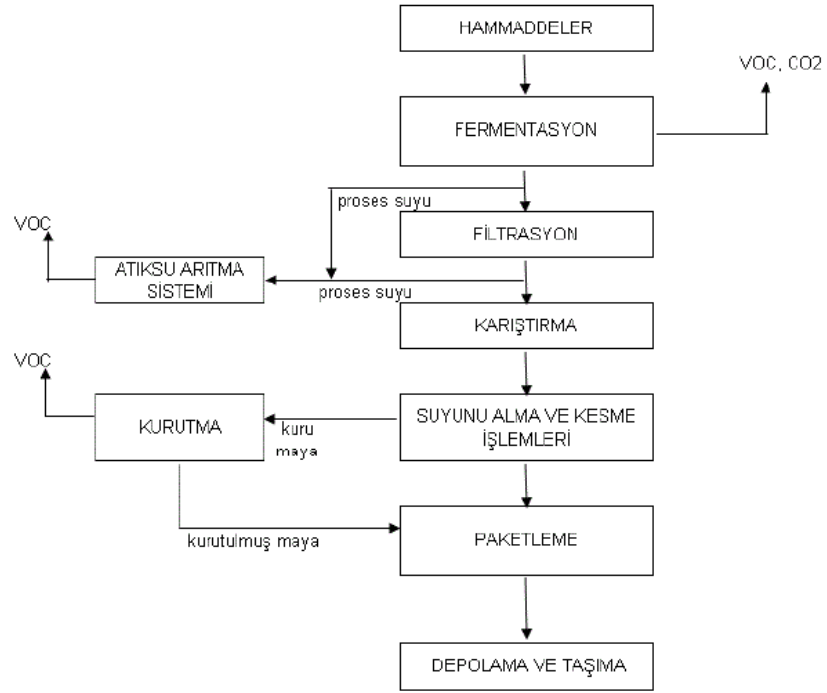 HAMMADDELER
VOC, CO2
FERMENTASYON
proses suyu
VOC
FİLTRASYON
ATIKSU ARITMA
SİSTEMİ
proses suyu
KARIŞTIRMA
VOC
KURUTMA
kuru
maya
SUYUNU ALMA VE KESME
İŞLEMLERİ
kurutulmuş maya
PAKETLEME
DEPOLAMA VE TAŞIMA